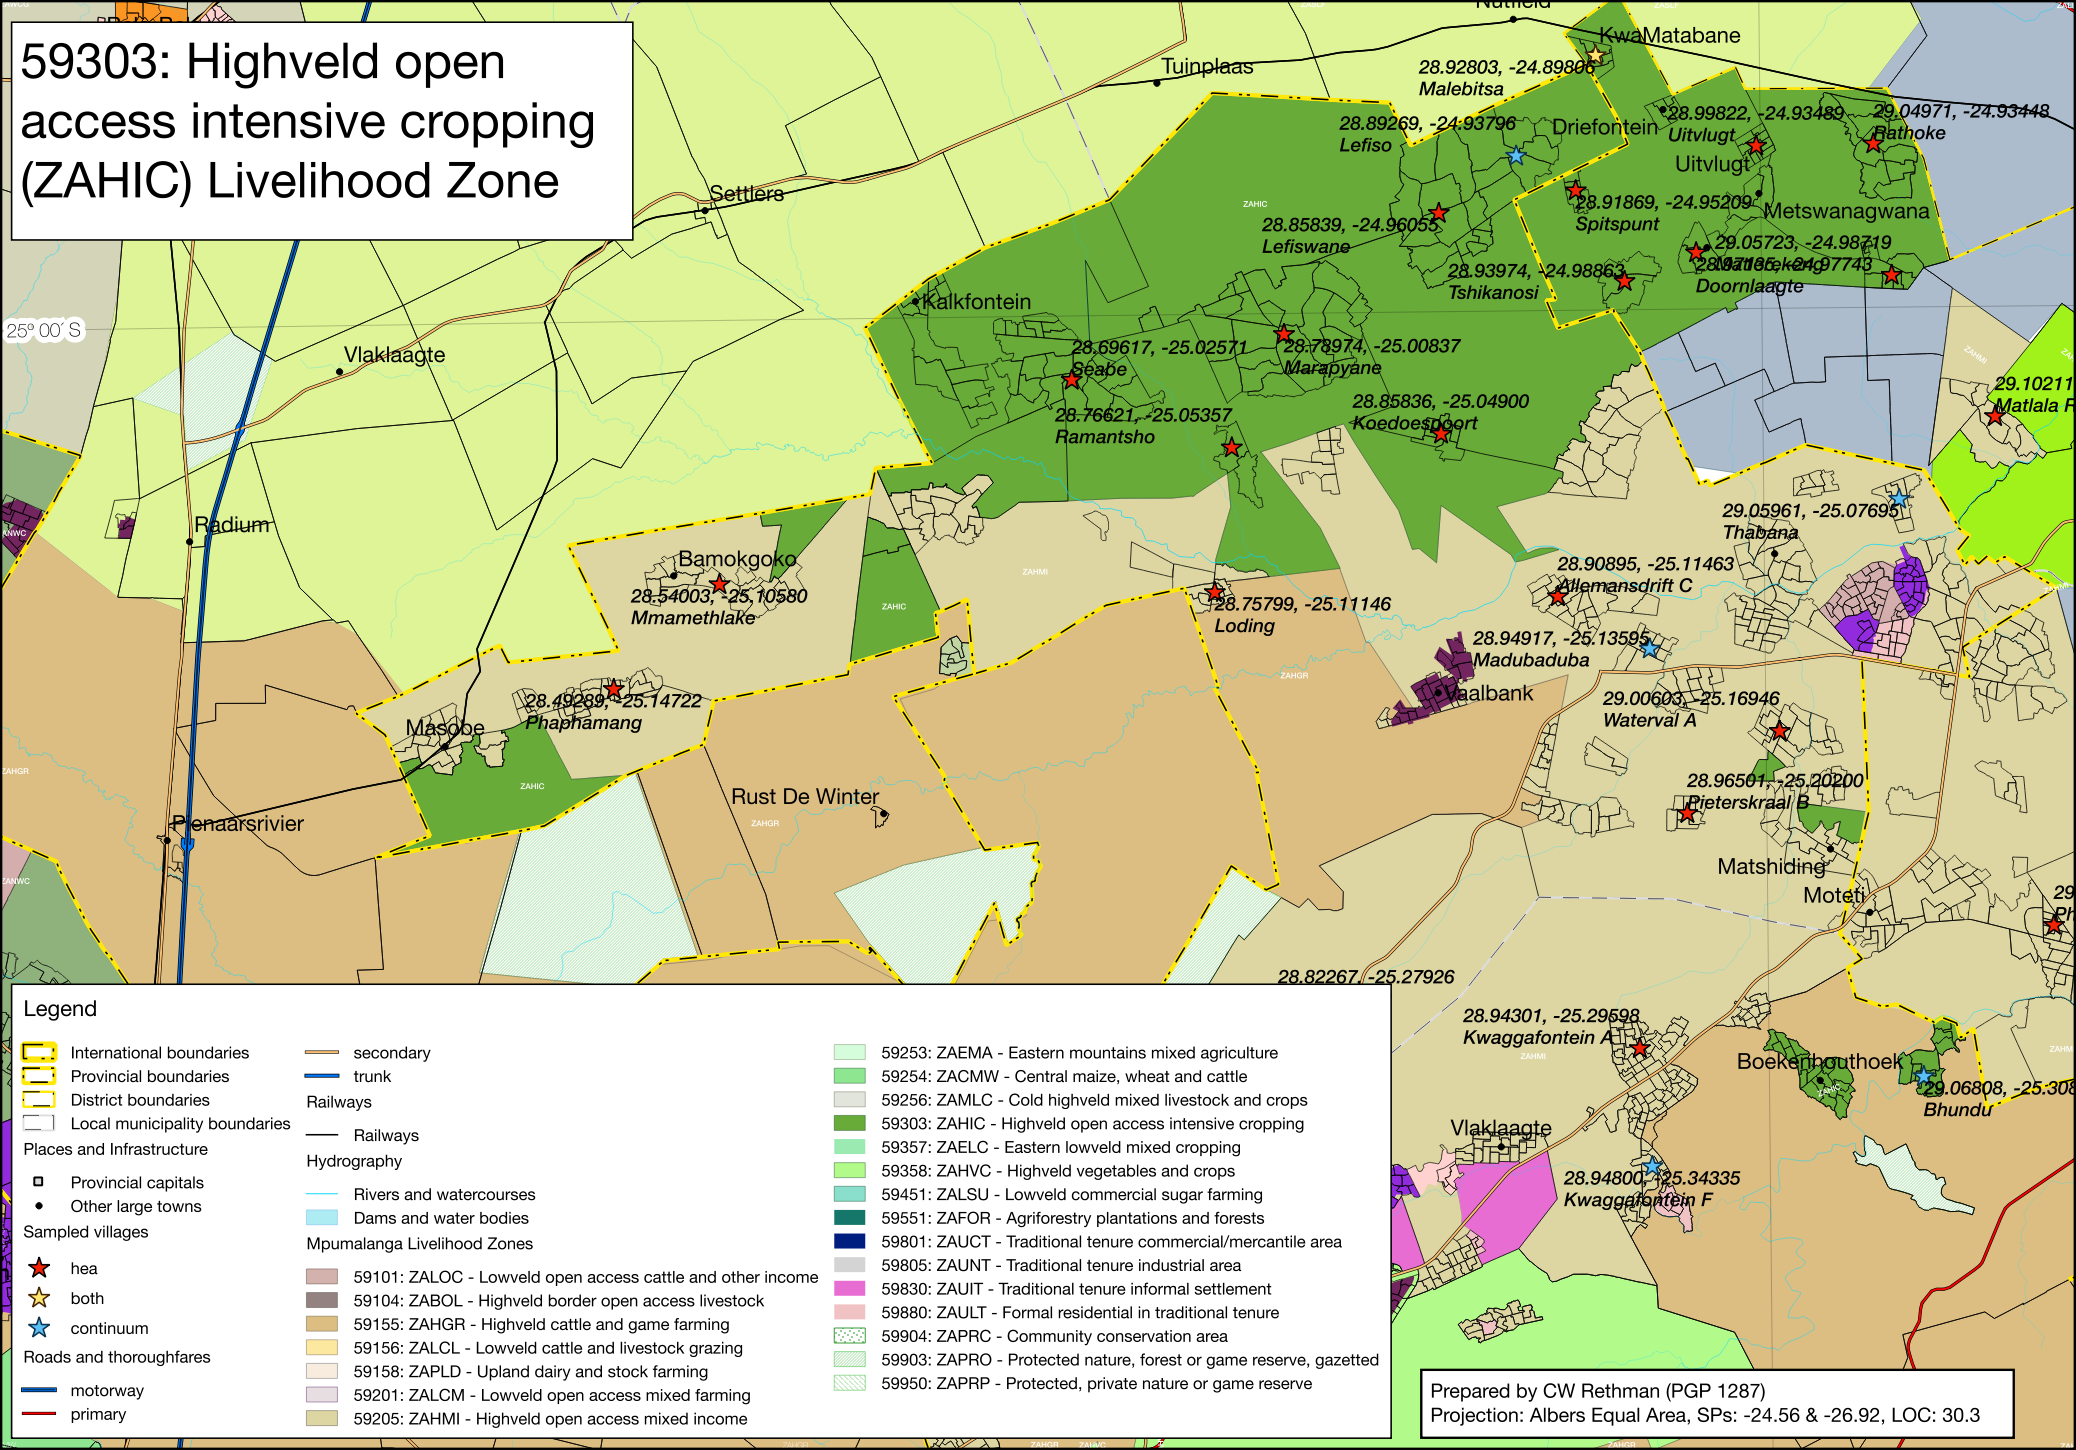 59303: Highveld open
access intensive cropping
(ZAHIC) Livelihood Zone
Nutfield
KwaMatabane
Tuinplaas
28.92803, -24.89806
Malebitsa
28.89269, -24.93796
Lefiso
Driefontein
28.99822, -24.93489
Uitvlugt
29.04971, -24.93448
Rathoke
Uitvlugt
Settlers
ZAHIC
28.91869, -24.95209
Spitspunt
Metswanagwana
28.85839, -24.96055
Lefiswane
29.05723, -24.98719
28.93974, -24.98863
Tshikanosi
Doornlaagte
Kalkfontein
25° 00´ S
Vlaklaagte
28.69617, -25.02571
Seabe
28.78974, -25.00837
Marapyane
ZAHMI
28.76621, -25.05357
Ramantsho
28.85836, -25.04900
Koedoespoort
29.10211
Matlala R
Radium
29.05961, -25.07695
Thabana
Bamokgoko
28.54003, -25.10580
Mmamethlake
ZAHMI
ZAHIC
28.75799, -25.11146
Loding
28.90895, -25.11463
Allemansdrift C
28.94917, -25.13595
Madubaduba
ZAHGR
Vaalbank
28.49289, -25.14722
Phaphamang
Masobe
29.00603, -25.16946
Waterval A
ZAHGR
ZAHIC
Rust De Winter
ZAHGR
28.96501, -25.20200
Pieterskraal B
Pienaarsrivier
Matshiding
Moteti
ZANWC
29
Ph
28.82267, -25.27926
28.94301, -25.29598
Kwaggafontein A
ZAHMI
Boekenhouthoek
ZAHIC
29.06808, -25.308
Bhundu
Vlaklaagte
28.94800, -25.34335
Kwaggafontein F
Legend
International boundaries
Provincial boundaries
District boundaries
Local municipality boundaries
Places and Infrastructure
Provincial capitals
Other large towns
Sampled villages
hea
both
continuum
Roads and thoroughfares
motorway
primary
secondary
trunk
Railways
Railways
Hydrography
Rivers and watercourses
Dams and water bodies
Mpumalanga Livelihood Zones
59101: ZALOC - Lowveld open access cattle and other income
59104: ZABOL - Highveld border open access livestock
59155: ZAHGR - Highveld cattle and game farming
59156: ZALCL - Lowveld cattle and livestock grazing
59158: ZAPLD - Upland dairy and stock farming
59201: ZALCM - Lowveld open access mixed farming
59205: ZAHMI - Highveld open access mixed income
59253: ZAEMA - Eastern mountains mixed agriculture
59254: ZACMW - Central maize, wheat and cattle
59256: ZAMLC - Cold highveld mixed livestock and crops
59303: ZAHIC - Highveld open access intensive cropping
59357: ZAELC - Eastern lowveld mixed cropping
59358: ZAHVC - Highveld vegetables and crops
59451: ZALSU - Lowveld commercial sugar farming
59551: ZAFOR - Agriforestry plantations and forests
59801: ZAUCT - Traditional tenure commercial/mercantile area
59805: ZAUNT - Traditional tenure industrial area
59830: ZAUIT - Traditional tenure informal settlement
59880: ZAULT - Formal residential in traditional tenure
59904: ZAPRC - Community conservation area
59903: ZAPRO - Protected nature, forest or game reserve, gazetted
59950: ZAPRP - Protected, private nature or game reserve
Prepared by CW Rethman (PGP 1287)
Projection: Albers Equal Area, SPs: -24.56 & -26.92, LOC: 30.3